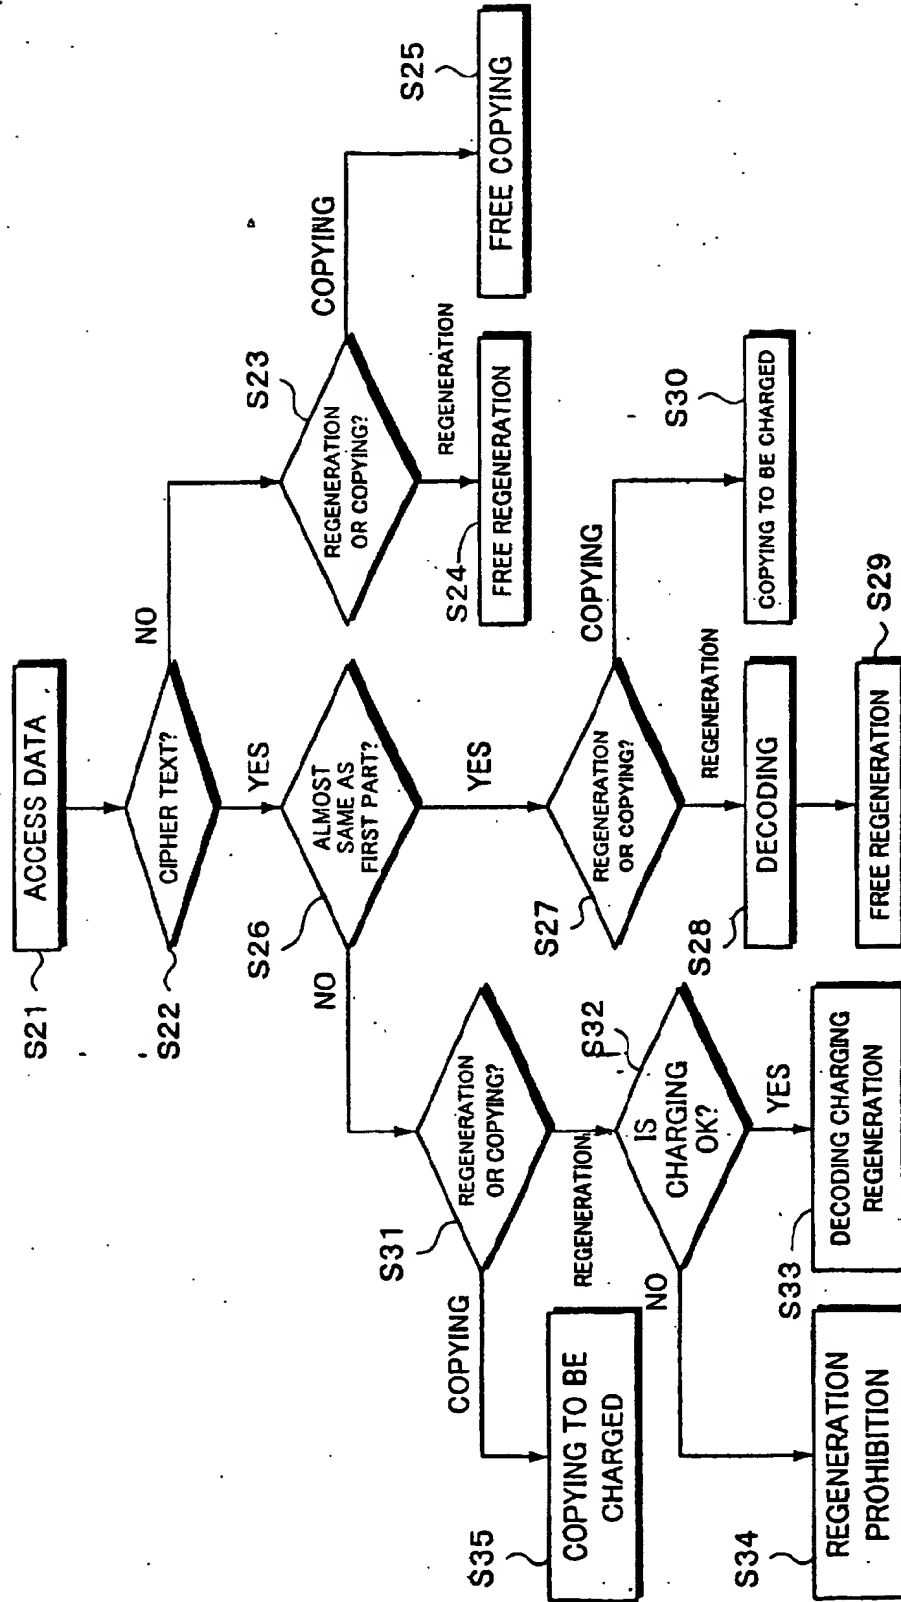 S21
ACCESS DATA
S22
CIPHER TEXT?
NO
YES
S23
REGENERATION
OR COPYING?
COPYING
S25
FREE COPYING
REGENERATION
S24
FREE REGENERATION
S26
ALMOST
SAME AS
FIRST PART?
NO
YES
S27
REGENERATION
OR COPYING?
COPYING
S30
COPYING TO BE CHARGED
REGENERATION
S28
DECODING
S29
FREE REGENERATION
S31
REGENERATION
OR COPYING?
COPYING
S35
COPYING TO BE
CHARGED
REGENERATION
S32
IS
CHARGING
OK?
NO
YES
S33
DECODING CHARGING
REGENERATION
S34
REGENERATION
PROHIBITION